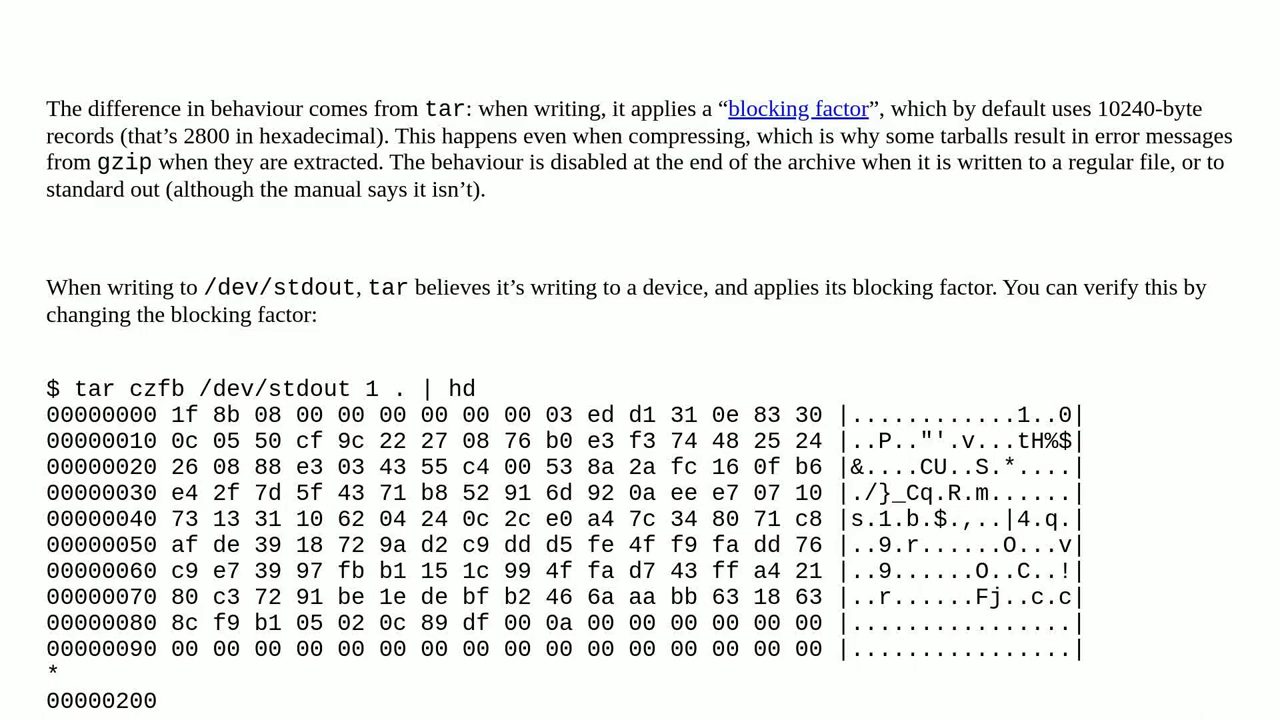 The difference in behaviour comes from tar: when writing, it applies a “blocking factor”, which by default uses 10240-byte
records (that’s 2800 in hexadecimal). This happens even when compressing, which is why some tarballs result in error messages
from gzip when they are extracted. The behaviour is disabled at the end of the archive when it is written to a regular file, or to
standard out (although the manual says it isn’t).
When writing to /dev/stdout, tar believes it’s writing to a device, and applies its blocking factor. You can verify this by
changing the blocking factor:
$ tar czfb /dev/stdout 1 . | hd
00000000 1f 8b 08 00 00 00 00 00 00 03 ed d1 31 0e 83 30 |............1..0|
00000010 0c 05 50 cf 9c 22 27 08 76 b0 e3 f3 74 48 25 24 |..P.."'.v...tH%$|
00000020 26 08 88 e3 03 43 55 c4 00 53 8a 2a fc 16 0f b6 |&....CU..S.*....|
00000030 e4 2f 7d 5f 43 71 b8 52 91 6d 92 0a ee e7 07 10 |./}_Cq.R.m......|
00000040 73 13 31 10 62 04 24 0c 2c e0 a4 7c 34 80 71 c8 |s.1.b.$.,..|4.q.|
00000050 af de 39 18 72 9a d2 c9 dd d5 fe 4f f9 fa dd 76 |..9.r......O...v|
00000060 c9 e7 39 97 fb b1 15 1c 99 4f fa d7 43 ff a4 21 |..9......O..C..!|
00000070 80 c3 72 91 be 1e de bf b2 46 6a aa bb 63 18 63 |..r......Fj..c.c|
00000080 8c f9 b1 05 02 0c 89 df 00 0a 00 00 00 00 00 00 |................|
00000090 00 00 00 00 00 00 00 00 00 00 00 00 00 00 00 00 |................|
*
00000200